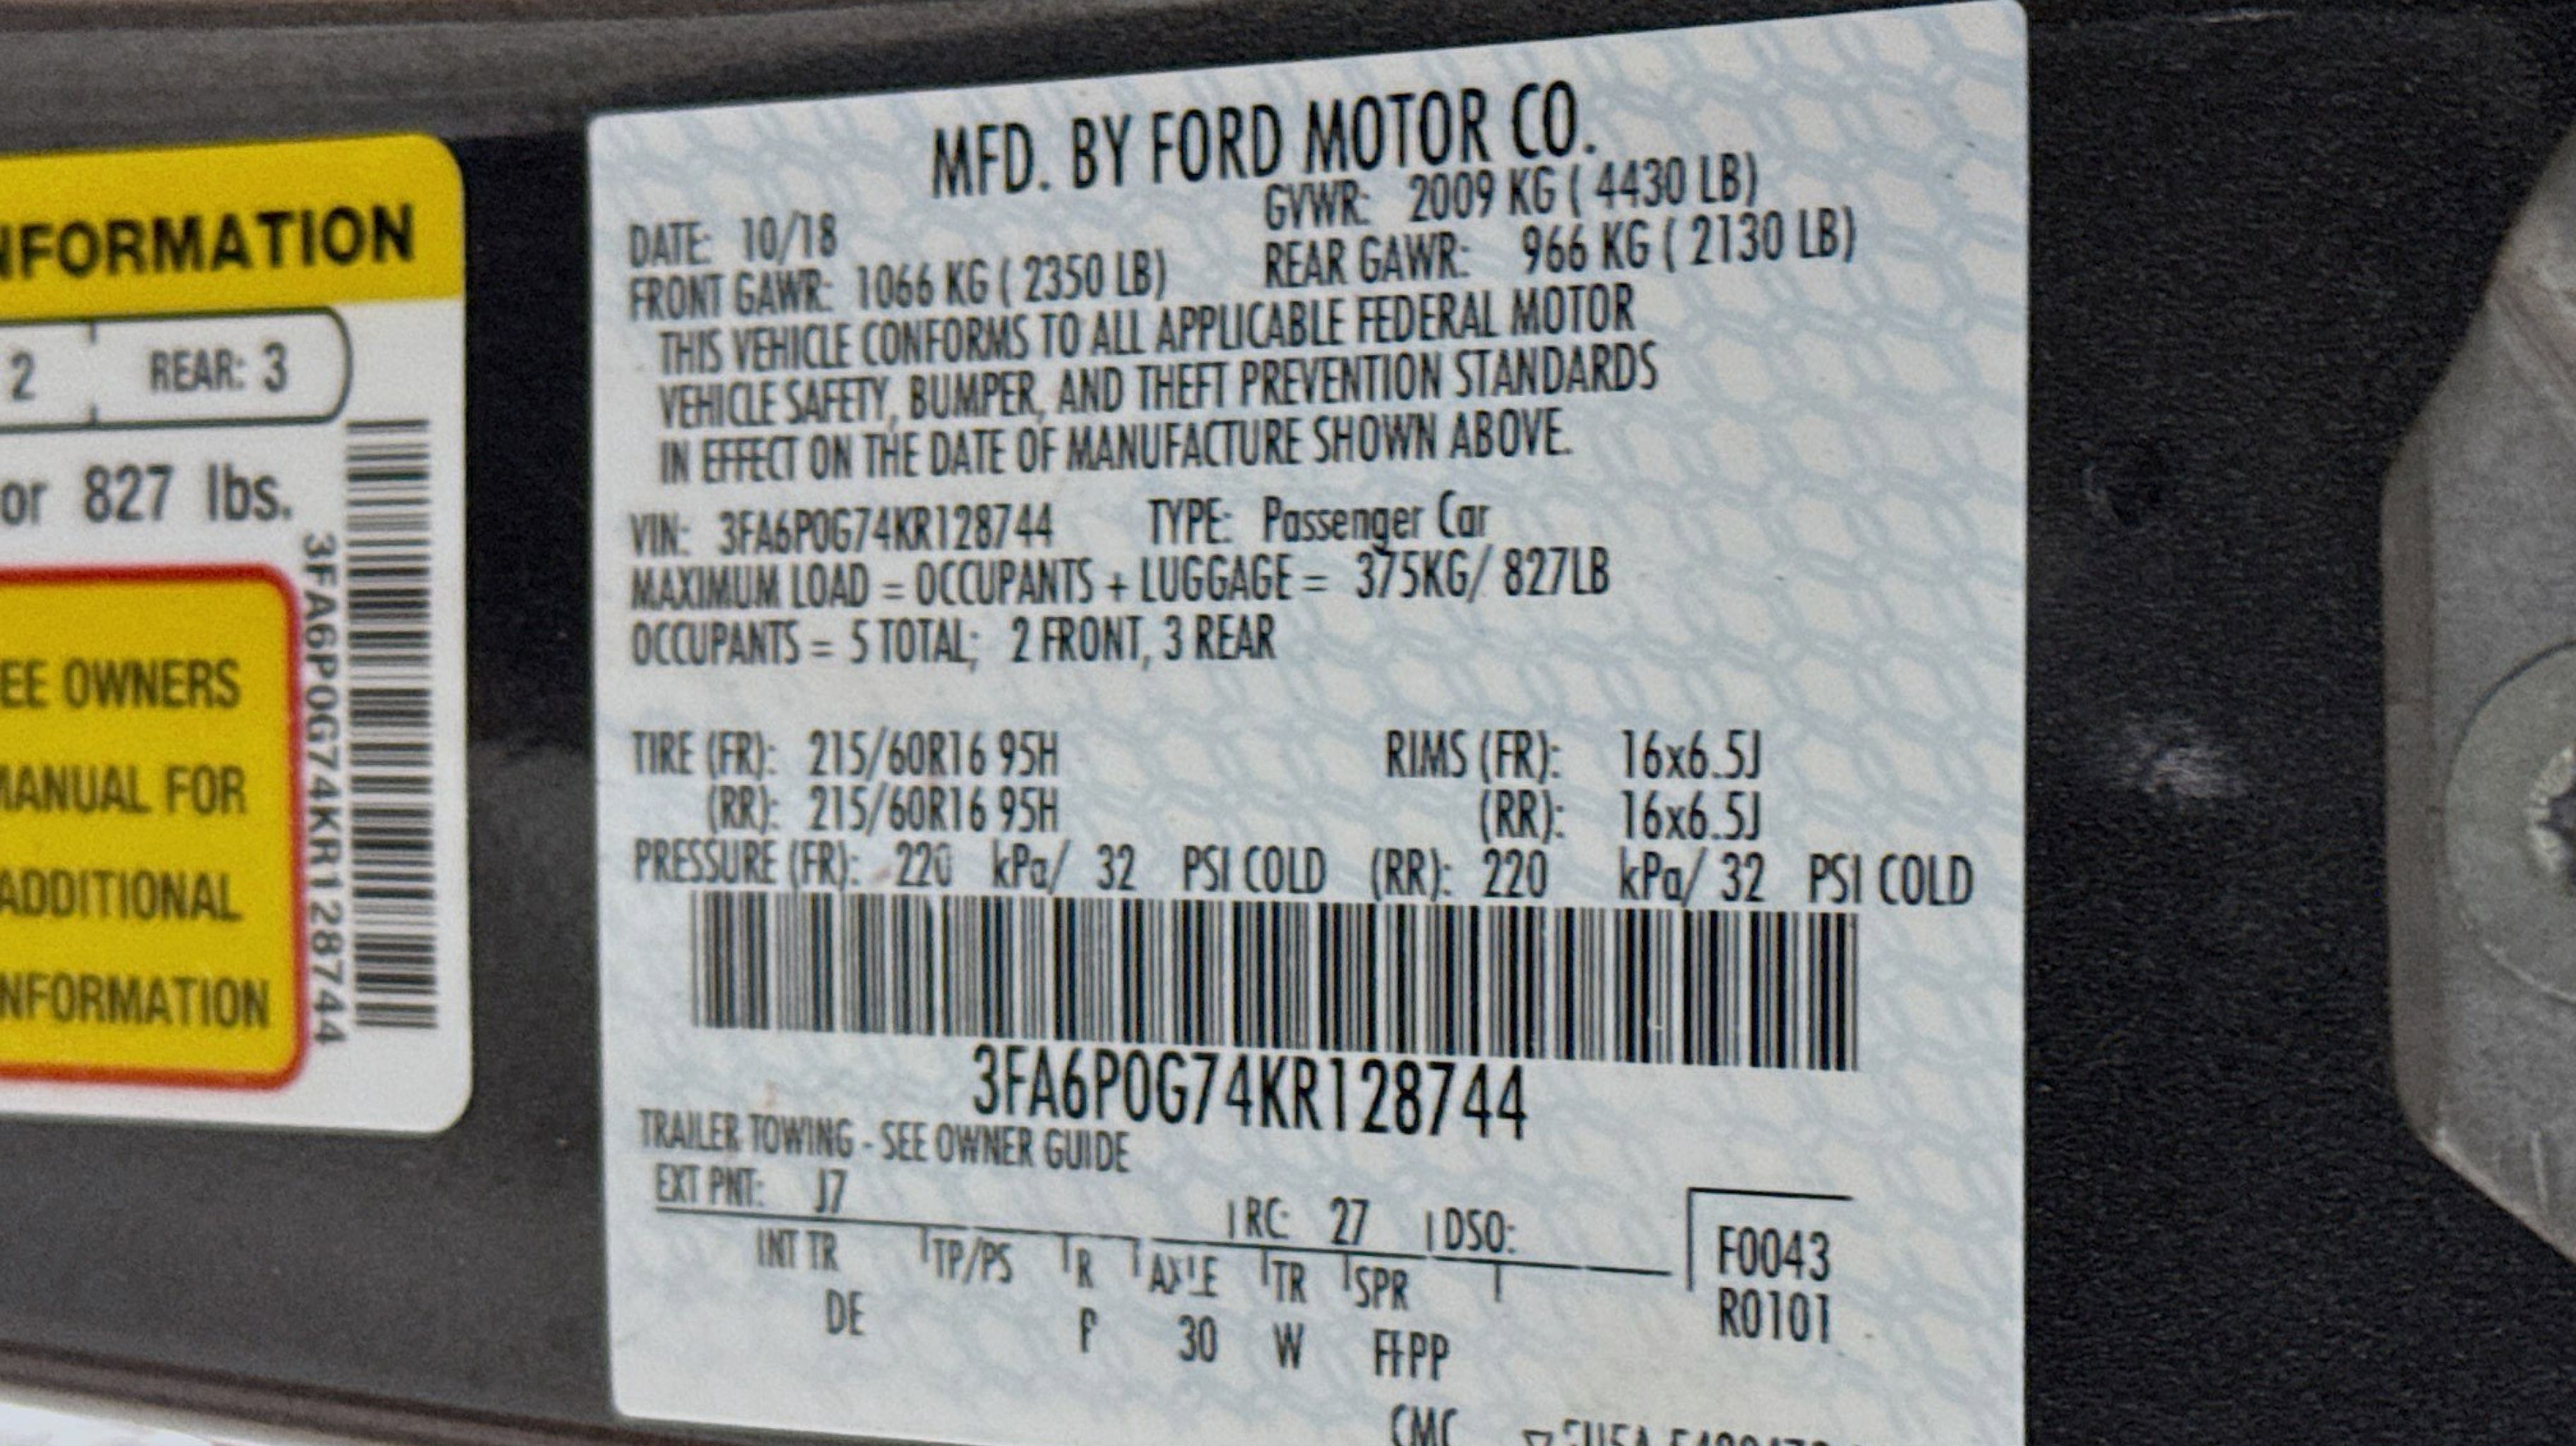 NFORMATION
2 REAR: 3
or 827 lbs.
3FA6P0G74KR128744
EE OWNERS
MANUAL FOR
ADDITIONAL
NFORMATION
MFD. BY FORD MOTOR CO.
DATE: 10/18 GVWR: 2009 KG ( 4430 LB)
FRONT GAWR: 1066 KG ( 2350 LB) REAR GAWR: 966 KG ( 2130 LB)
THIS VEHICLE CONFORMS TO ALL APPLICABLE FEDERAL MOTOR
VEHICLE SAFETY, BUMPER, AND THEFT PREVENTION STANDARDS
IN EFFECT ON THE DATE OF MANUFACTURE SHOWN ABOVE.
VIN: 3FA6P0G74KR128744 TYPE: Passenger Car
MAXIMUM LOAD = OCCUPANTS + LUGGAGE = 375KG/ 827LB
OCCUPANTS = 5 TOTAL; 2 FRONT, 3 REAR
TIRE (FR): 215/60R16 95H RIMS (FR): 16x6.5J
(RR): 215/60R16 95H (RR): 16x6.5J
PRESSURE (FR): 220 kPa/ 32 PSI COLD (RR): 220 kPa/ 32 PSI COLD
3FA6P0G74KR128744
TRAILER TOWING - SEE OWNER GUIDE
EXT PNT: J7 RC: 27 DSO:
INT TR TP/PS R AXLE TR SPR F0043
DE P 30 W FFPP R0101
CMC